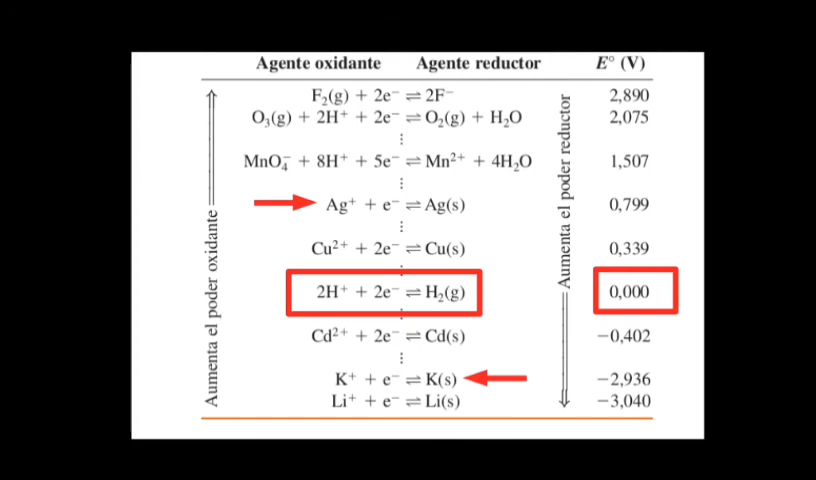 Agente oxidante Agente reductor E° (V)
F₂(g) + 2e⁻ ⇌ 2F⁻ 2,890
O₃(g) + 2H⁺ + 2e⁻ ⇌ O₂(g) + H₂O 2,075
⋮
MnO₄⁻ + 8H⁺ + 5e⁻ ⇌ Mn²⁺ + 4H₂O 1,507
⋮
Ag⁺ + e⁻ ⇌ Ag(s) 0,799
⋮
Cu²⁺ + 2e⁻ ⇌ Cu(s) 0,339
⋮
2H⁺ + 2e⁻ ⇌ H₂(g) 0,000
⋮
Cd²⁺ + 2e⁻ ⇌ Cd(s) −0,402
⋮
K⁺ + e⁻ ⇌ K(s) −2,936
Li⁺ + e⁻ ⇌ Li(s) −3,040
Aumenta el poder oxidante
Aumenta el poder reductor